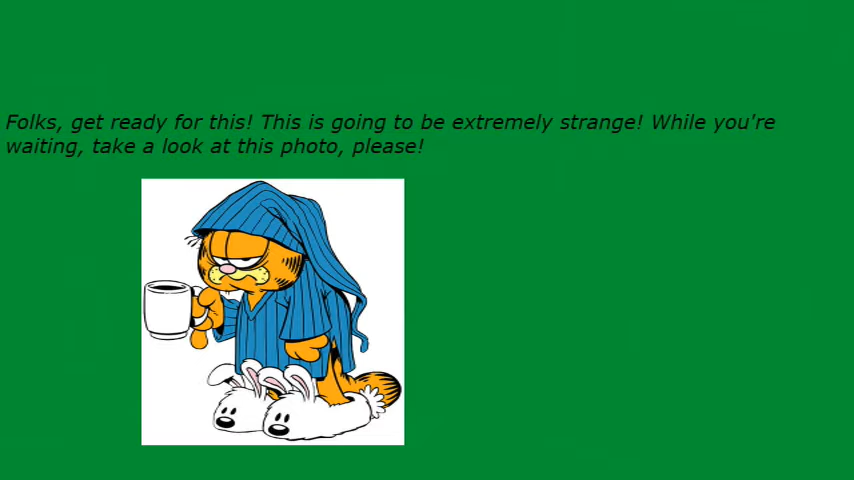 Folks, get ready for this! This is going to be extremely strange! While you're
waiting, take a look at this photo, please!